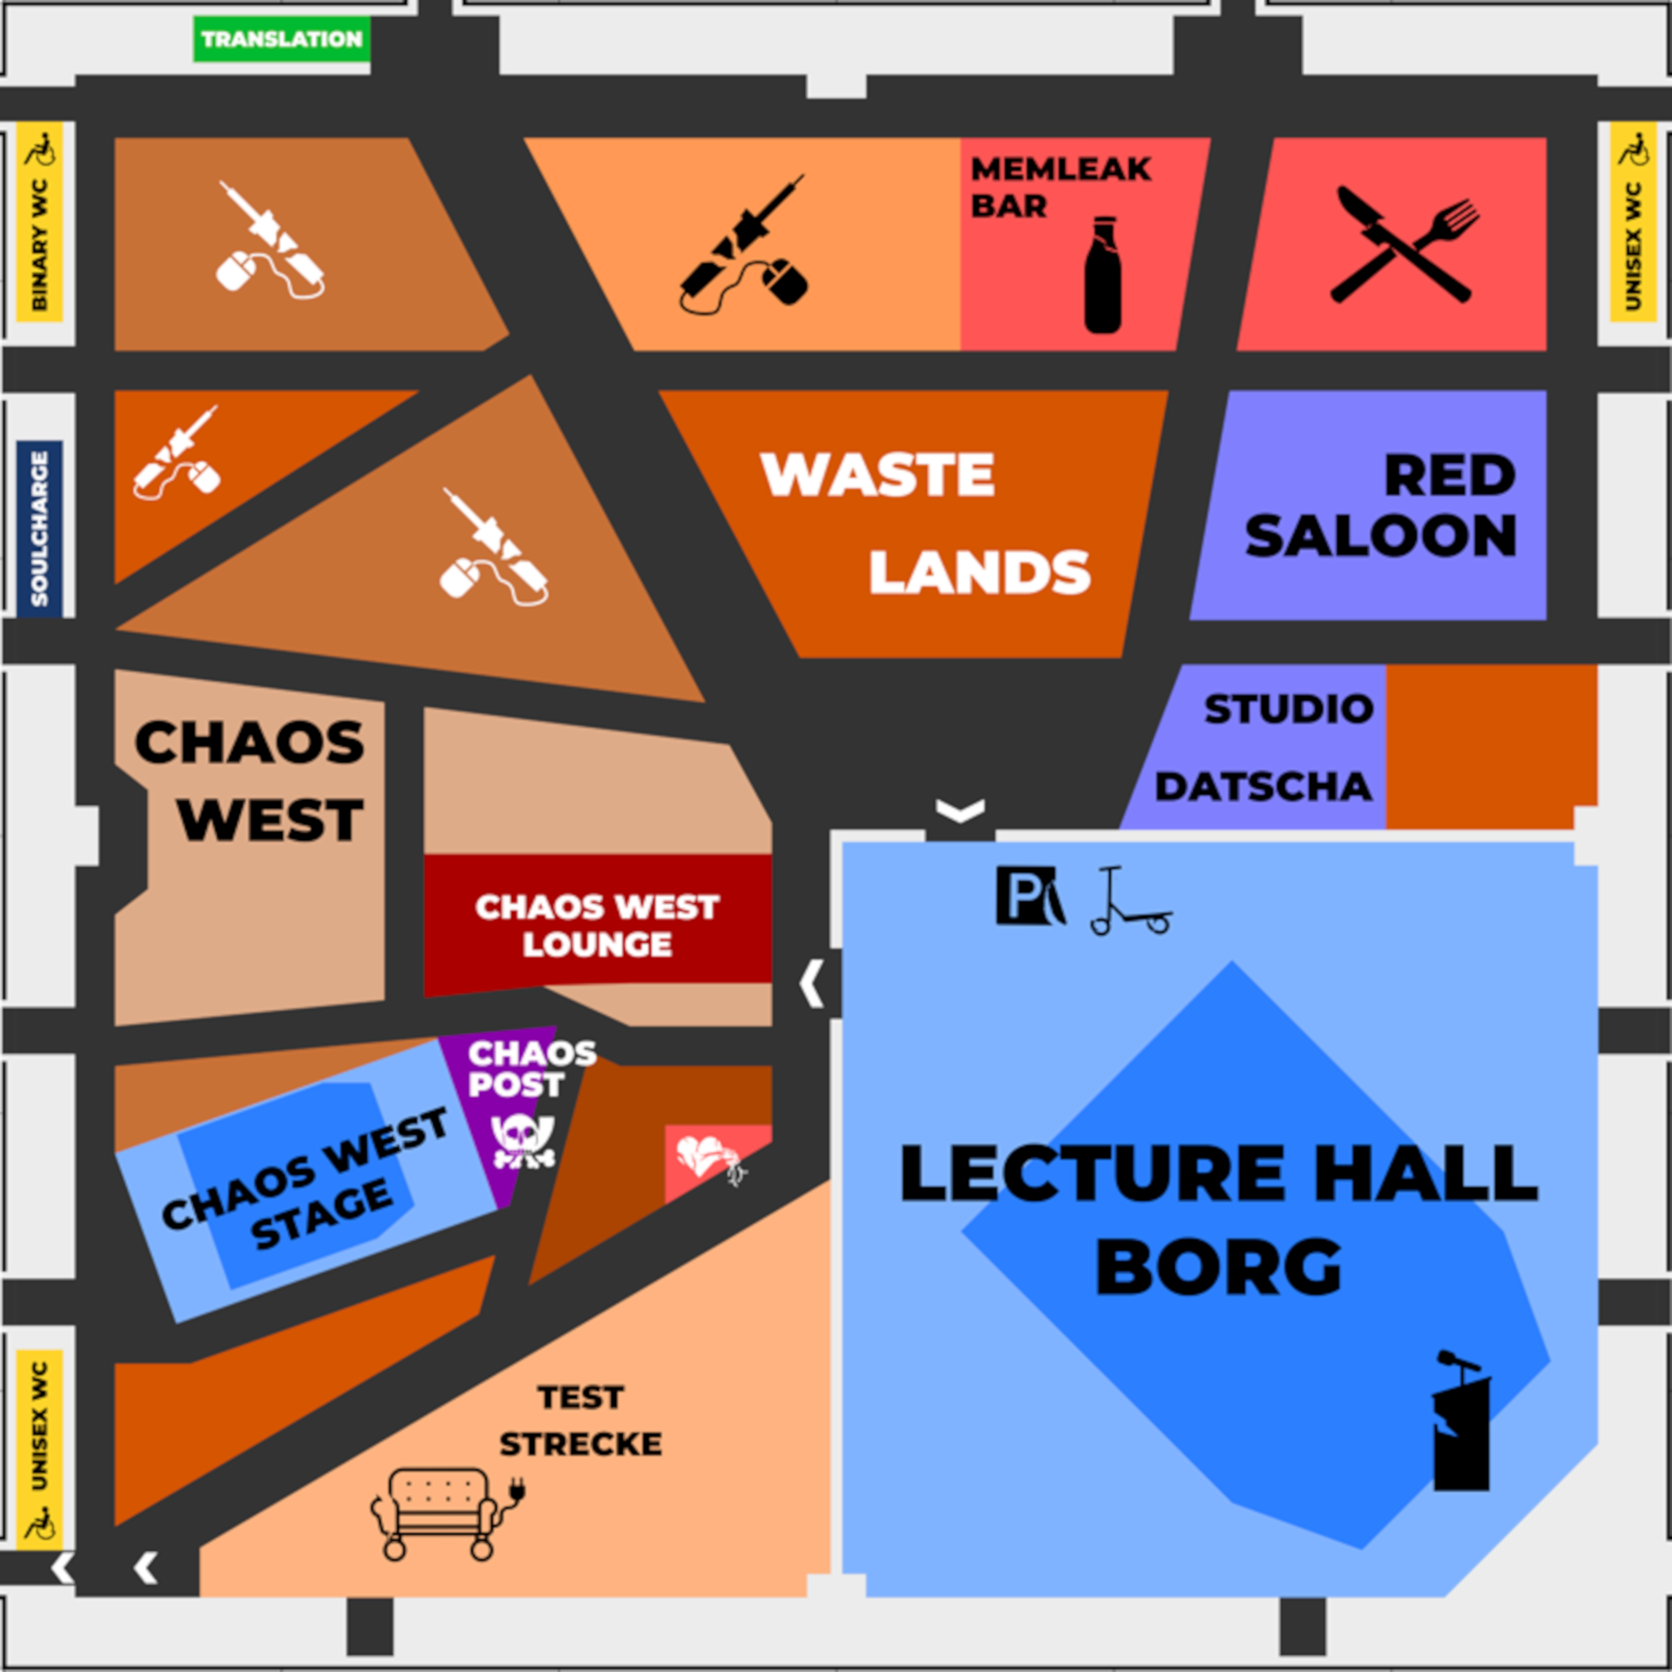 TRANSLATION
BINARY WC
MEMLEAK
BAR
UNISEX WC
SOULCHARGE
WASTE
LANDS
RED
SALOON
CHAOS
WEST
STUDIO
DATSCHA
P
CHAOS WEST
LOUNGE
CHAOS
POST
CHAOS WEST
STAGE
LECTURE HALL
BORG
UNISEX WC
TEST
STRECKE